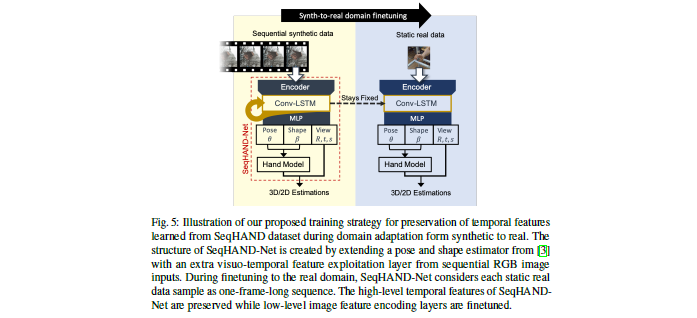 Synth-to-real domain finetuning
Sequential synthetic data
Static real data
Encoder
Encoder
Conv-LSTM
Stays Fixed
Conv-LSTM
MLP
MLP
SeqHAND-Net
Pose θ
Shape β
View R,t,s
Pose θ
Shape β
View R,t,s
Hand Model
Hand Model
3D/2D Estimations
3D/2D Estimations
Fig. 5: Illustration of our proposed training strategy for preservation of temporal features
learned from SeqHAND dataset during domain adaptation form synthetic to real. The
structure of SeqHAND-Net is created by extending a pose and shape estimator from [3]
with an extra visuo-temporal feature exploitation layer from sequential RGB image
inputs. During finetuning to the real domain, SeqHAND-Net considers each static real
data sample as one-frame-long sequence. The high-level temporal features of SeqHAND-
Net are preserved while low-level image feature encoding layers are finetuned.